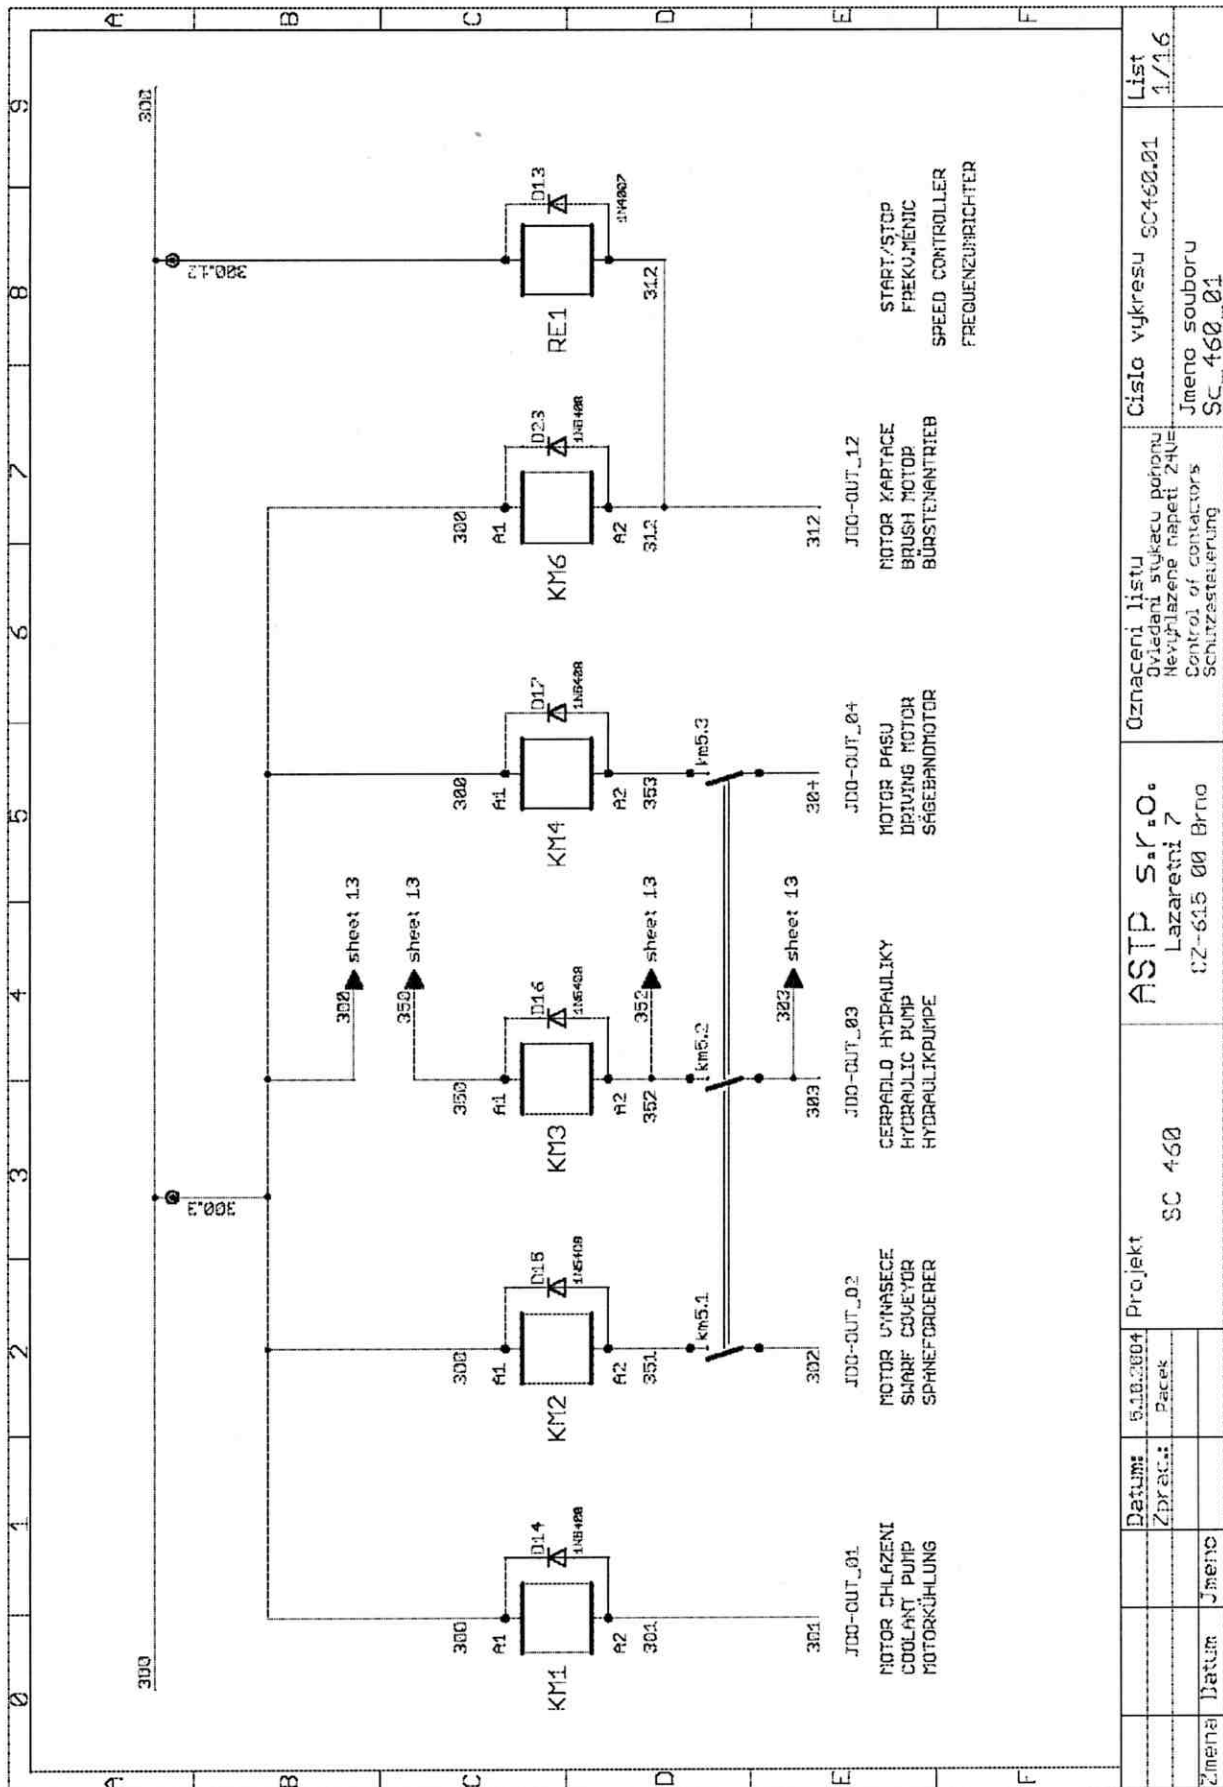 0 1 2 3 4 5 6 7 8 9
A
B
C
D
E
F
A
B
C
D
E
F
300
300
300.3
300.12
300
sheet 13
350
sheet 13
300
A1
KM1
D14
A2
301
301
JDO-OUT_01
MOTOR CHLAZENI
COOLANT PUMP
MOTORKÜHLUNG
300
A1
KM2
D15
1N5408
A2
351
km5.1
302
JDO-OUT_02
MOTOR VYNASECE
SWARF COVEYOR
SPANEFORDERER
350
A1
KM3
D16
1N5408
A2
352
352
sheet 13
km5.2
303
sheet 13
303
JDO-OUT_03
CERPADLO HYDRAULIKY
HYDRAULIC PUMP
HYDRAULIKPUMPE
300
A1
KM4
D17
1N5408
A2
353
km5.3
304
JDO-OUT_04
MOTOR PASU
DRIVING MOTOR
SÄGEBANDMOTOR
300
A1
KM6
D23
A2
312
312
JDO-OUT_12
MOTOR KARTACE
BRUSH MOTOR
BÜRSTENANTRIEB
RE1
D13
1N4007
312
START/STOP
FREKV.MĚNIC
SPEED CONTROLLER
FREQUENZUMRICHTER
Zmena Datum Jmeno
Datum: 5.10.2004
Zprac.: Pacek
Projekt
SC 460
ASTP s.r.o.
Lazaretni 7
CZ-615 00 Brno
Oznaceni listu
Ovladani stykacu pohonu
Nevyhlazene napeti 24V=
Control of contactors
Schutzesteuerung
Cislo vykresu SC460.01
Jmeno souboru
Sc_460_01
List
1/16